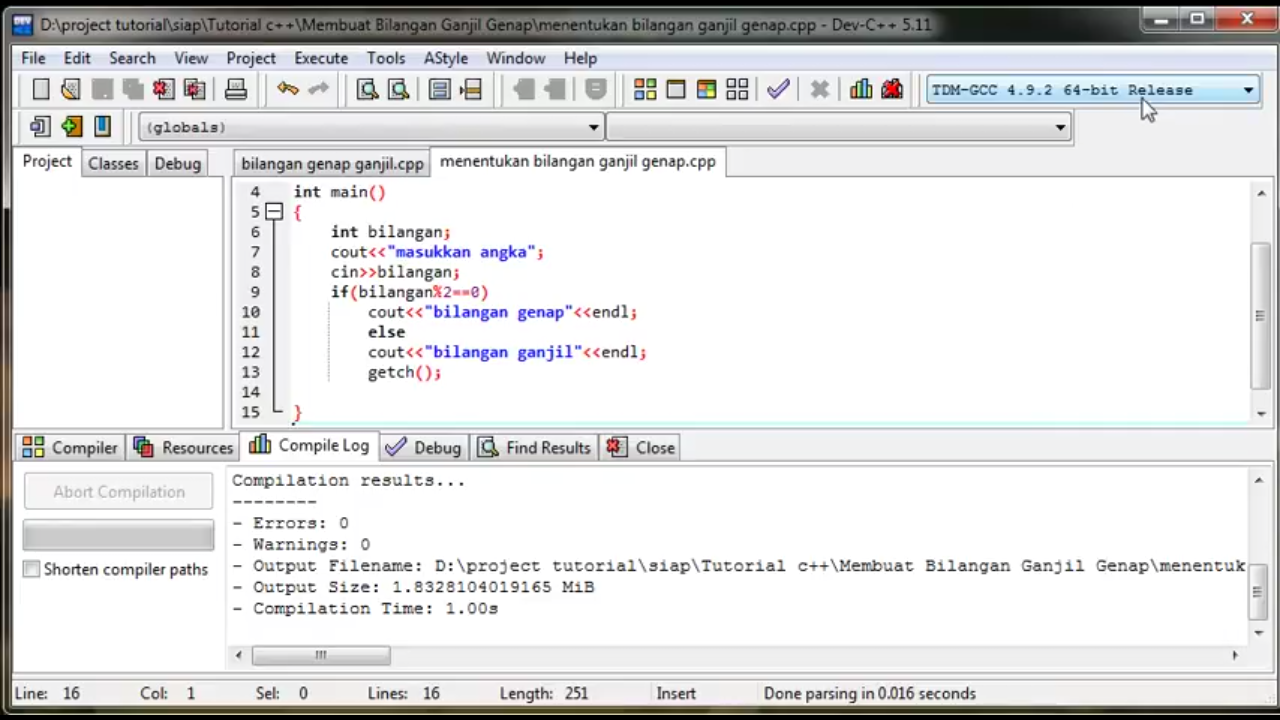 D:\project tutorial\siap\Tutorial c++\Membuat Bilangan Ganjil Genap\menentukan bilangan ganjil genap.cpp - Dev-C++ 5.11
File Edit Search View Project Execute Tools AStyle Window Help
TDM-GCC 4.9.2 64-bit Release
(globals)
Project Classes Debug
bilangan genap ganjil.cpp menentukan bilangan ganjil genap.cpp
4 int main()
5 {
6 int bilangan;
7 cout<<"masukkan angka";
8 cin>>bilangan;
9 if(bilangan%2==0)
10 cout<<"bilangan genap"<<endl;
11 else
12 cout<<"bilangan ganjil"<<endl;
13 getch();
14
15 }
Compiler Resources Compile Log Debug Find Results Close
Abort Compilation
Shorten compiler paths
Compilation results...
--------
- Errors: 0
- Warnings: 0
- Output Filename: D:\project tutorial\siap\Tutorial c++\Membuat Bilangan Ganjil Genap\menentuk
- Output Size: 1.8328104019165 MiB
- Compilation Time: 1.00s
Line: 16 Col: 1 Sel: 0 Lines: 16 Length: 251 Insert Done parsing in 0.016 seconds